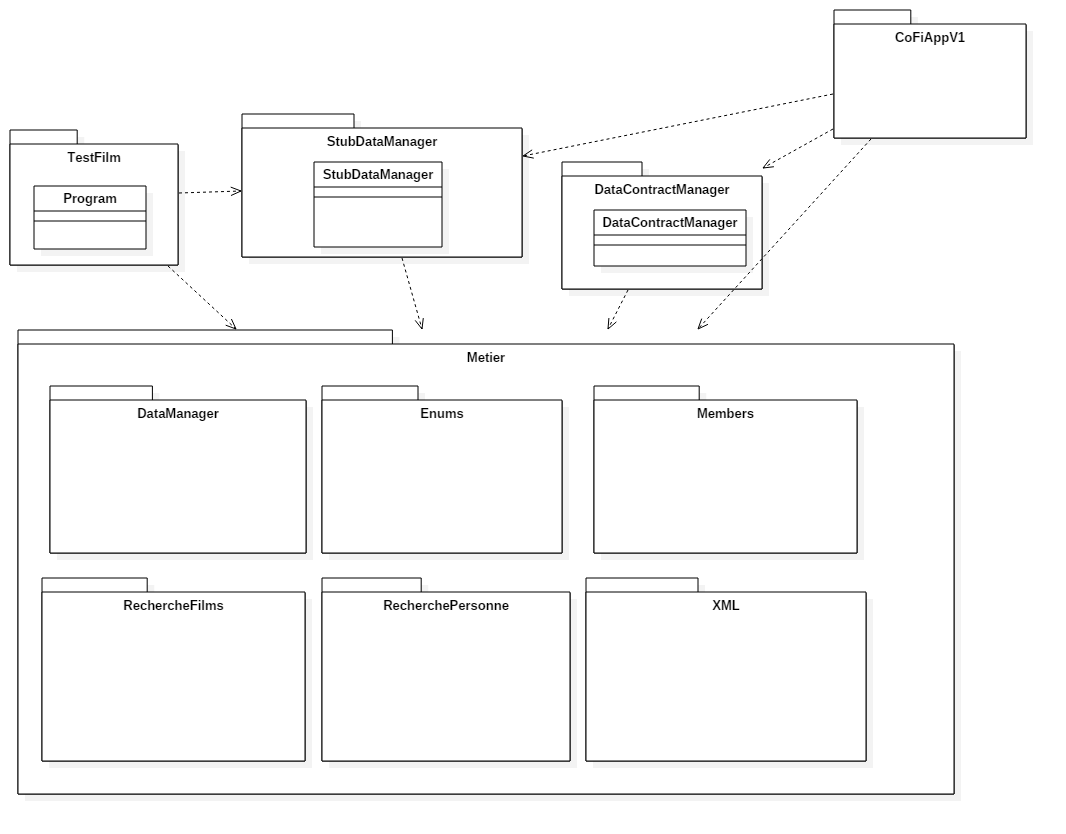 CoFiAppV1
StubDataManager
StubDataManager
TestFilm
Program
DataContractManager
DataContractManager
Metier
DataManager
Enums
Members
RechercheFilms
RecherchePersonne
XML